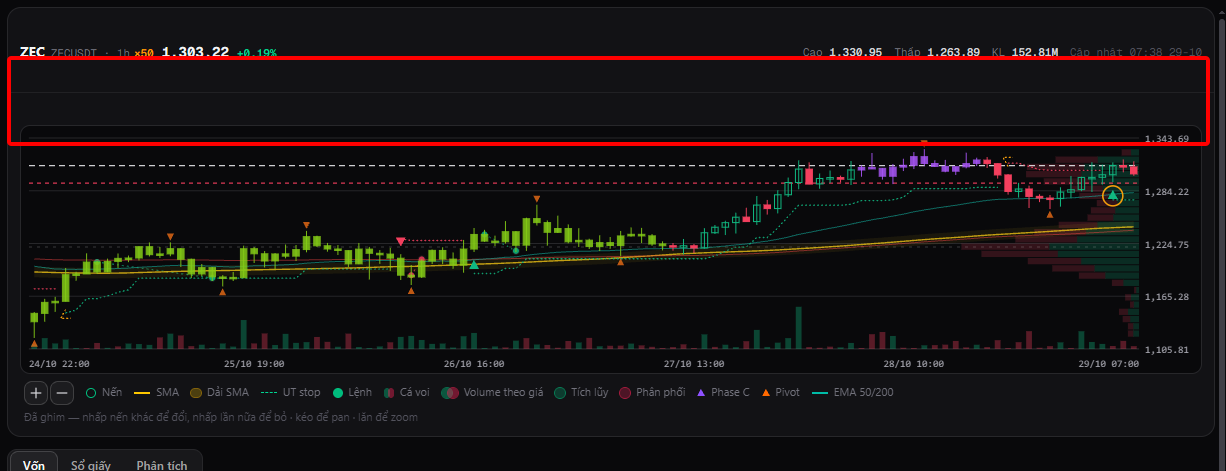 ZEC ZECUSDT · 1h ×50 1,303.22 +0.19% Cao 1,330.95 Thấp 1,263.89 KL 152.81M Cập nhật 07:38 29-10
1,343.69
1,284.22
1,224.75
1,165.28
1,105.81
24/10 22:00 25/10 19:00 26/10 16:00 27/10 13:00 28/10 10:00 29/10 07:00
+ − Nến SMA Dải SMA UT stop Lệnh Cá voi Volume theo giá Tích lũy Phân phối Phase C Pivot EMA 50/200
Đã ghim — nhấp nến khác để đổi, nhấp lần nữa để bỏ · kéo để pan · lăn để zoom
Vốn Sổ giấy Phân tích